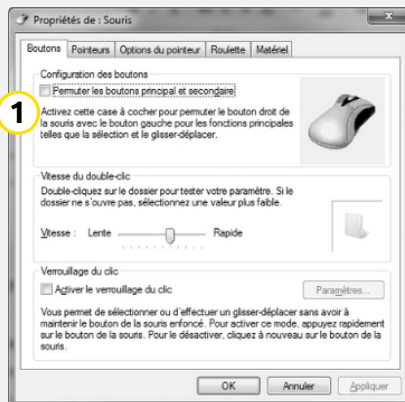 Propriétés de : Souris
Boutons Pointeurs Options du pointeur Roulette Matériel
Configuration des boutons
Permuter les boutons principal et secondaire
1
Activez cette case à cocher pour permuter le bouton droit de
la souris avec le bouton gauche pour les fonctions principales
telles que la sélection et le glisser-déplacer.
Vitesse du double-clic
Double-cliquez sur le dossier pour tester votre paramètre. Si le
dossier ne s'ouvre pas, sélectionnez une valeur plus faible.
Vitesse : Lente Rapide
Verrouillage du clic
Activer le verrouillage du clic Paramètres...
Vous permet de sélectionner ou d'effectuer un glisser-déplacer sans avoir à
maintenir le bouton de la souris enfoncé. Pour activer ce mode, appuyez rapidement
sur le bouton de la souris. Pour le désactiver, cliquez à nouveau sur le bouton de la
souris.
OK Annuler Appliquer